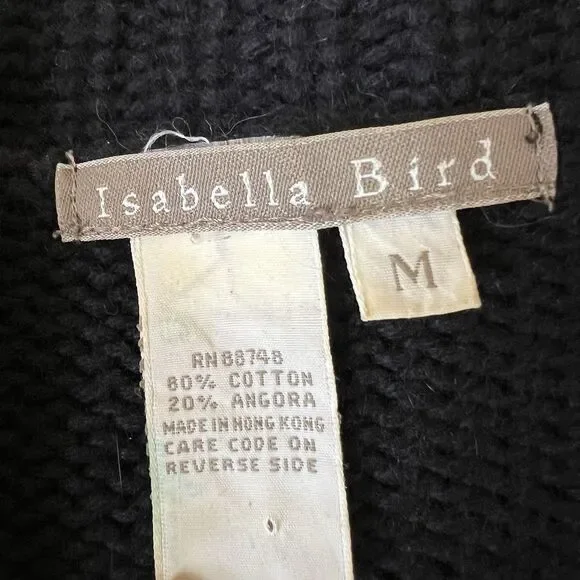 Isabella Bird
M
RN88748
80% COTTON
20% ANGORA
MADE IN HONG KONG
CARE CODE ON
REVERSE SIDE